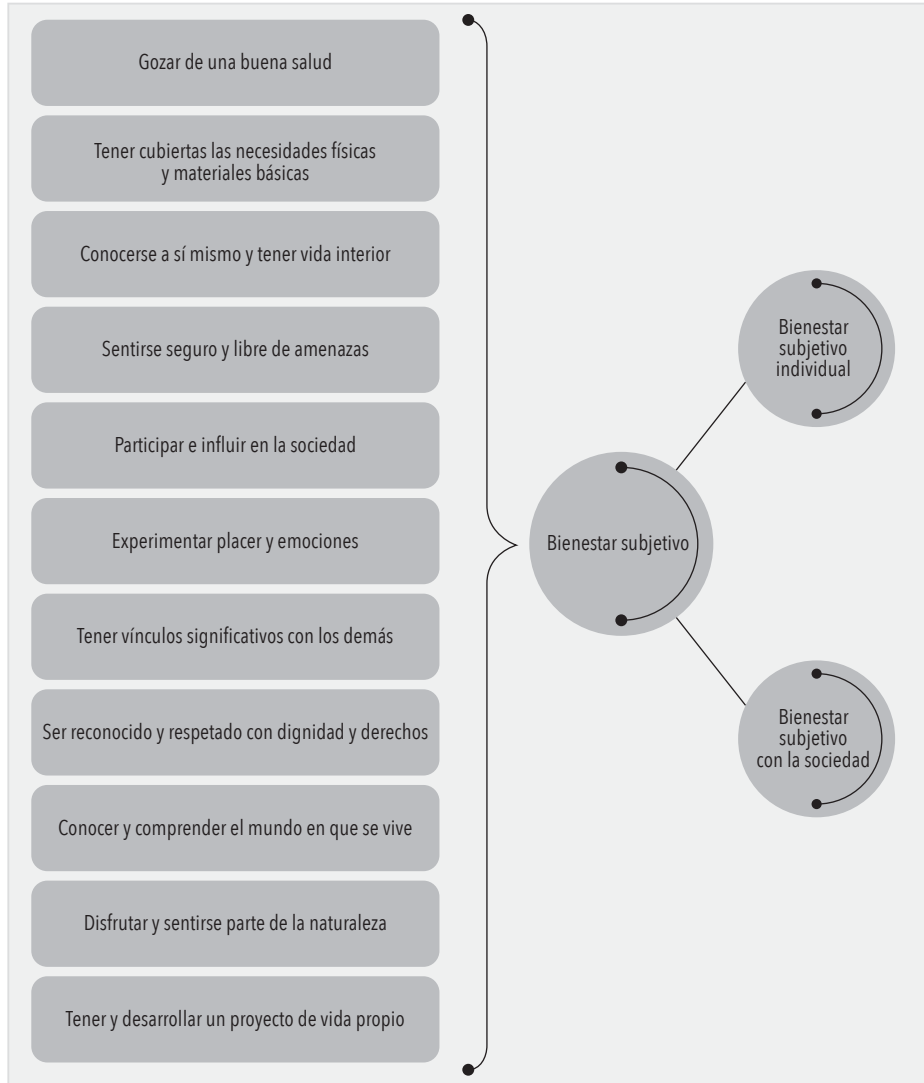 Gozar de una buena salud
Tener cubiertas las necesidades físicas
y materiales básicas
Conocerse a sí mismo y tener vida interior
Sentirse seguro y libre de amenazas
Participar e influir en la sociedad
Experimentar placer y emociones
Tener vínculos significativos con los demás
Ser reconocido y respetado con dignidad y derechos
Conocer y comprender el mundo en que se vive
Disfrutar y sentirse parte de la naturaleza
Tener y desarrollar un proyecto de vida propio
Bienestar subjetivo
Bienestar
subjetivo
individual
Bienestar
subjetivo
con la sociedad